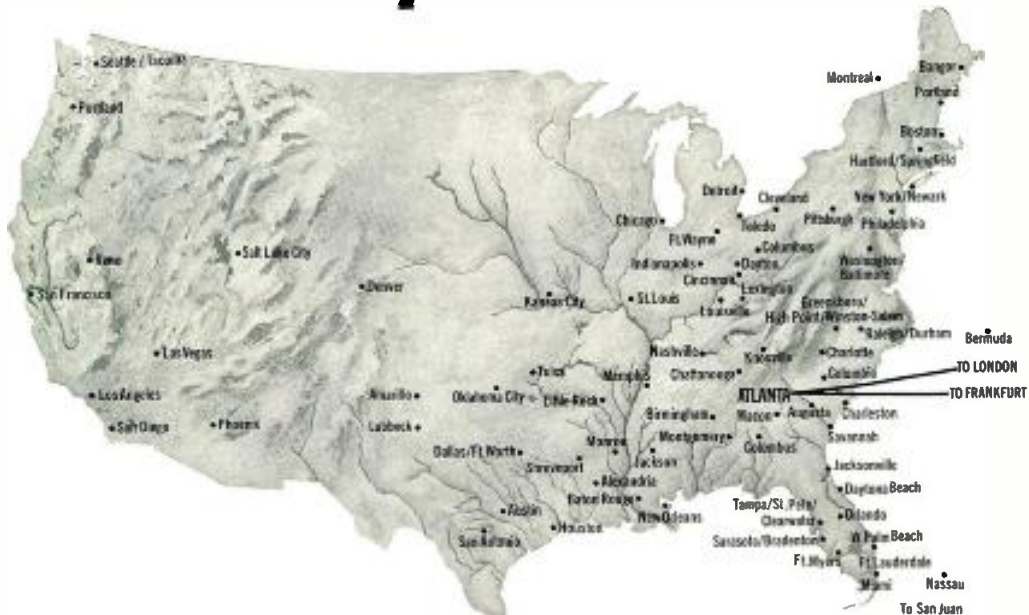 Seattle / Tacoma
Portland
Reno
San Francisco
Salt Lake City
Las Vegas
Los Angeles
San Diego
Phoenix
Denver
Amarillo
Lubbock
Kansas City
Oklahoma City
Tulsa
Little Rock
Dallas/Ft. Worth
Shreveport
Monroe
Alexandria
Baton Rouge
New Orleans
Austin
San Antonio
Houston
Jackson
Memphis
St. Louis
Chicago
Ft. Wayne
Indianapolis
Detroit
Toledo
Cleveland
Columbus
Dayton
Cincinnati
Lexington
Louisville
Nashville
Knoxville
Chattanooga
Birmingham
Montgomery
ATLANTA
Macon
Augusta
Columbus
Charleston
Savannah
Columbia
Charlotte
Greensboro/
High Point/Winston-Salem
Raleigh/Durham
Pittsburgh
Philadelphia
Washington/
Baltimore
New York/Newark
Hartford/Springfield
Boston
Portland
Bangor
Montreal
Bermuda
TO LONDON
TO FRANKFURT
Jacksonville
Daytona Beach
Orlando
Tampa/St. Pete/
Clearwater
Sarasota/Bradenton
W. Palm Beach
Ft. Myers
Ft. Lauderdale
Miami
Nassau
To San Juan